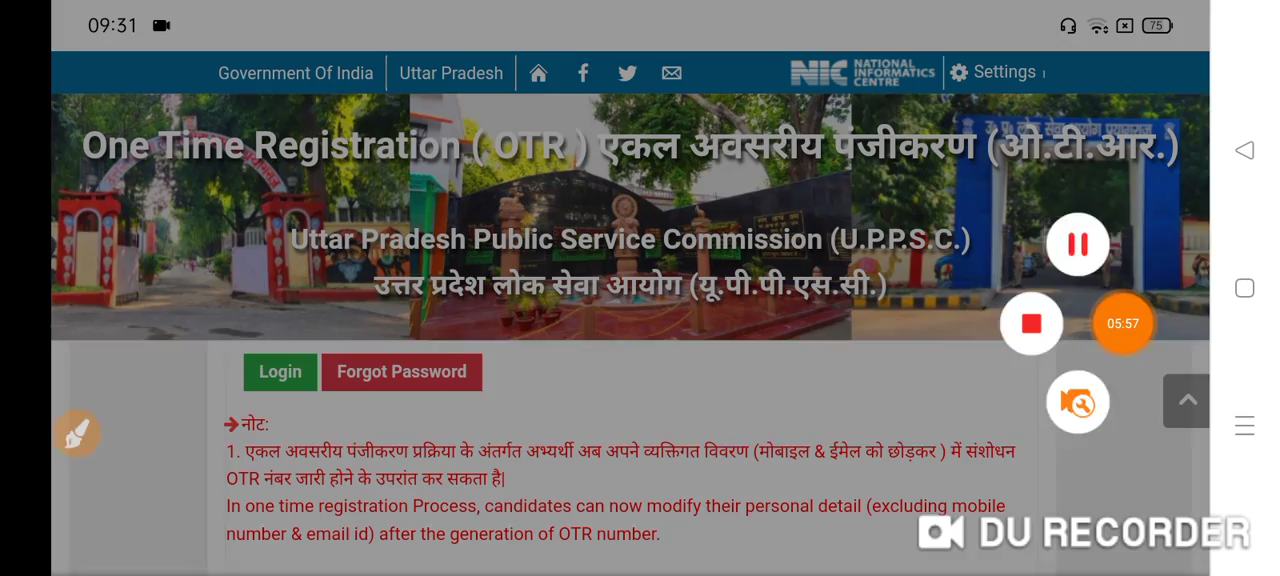 09:31
75
Government Of India
Uttar Pradesh
NIC NATIONAL INFORMATICS CENTRE
Settings
One Time Registration ( OTR ) एकल अवसरीय पंजीकरण (ओ.टी.आर.)
Uttar Pradesh Public Service Commission (U.P.P.S.C.)
उत्तर प्रदेश लोक सेवा आयोग (यू.पी.पी.एस.सी.)
05:57
Login
Forgot Password
नोट:
1. एकल अवसरीय पंजीकरण प्रक्रिया के अंतर्गत अभ्यर्थी अब अपने व्यक्तिगत विवरण (मोबाइल & ईमेल को छोड़कर ) में संशोधन
OTR नंबर जारी होने के उपरांत कर सकता है|
In one time registration Process, candidates can now modify their personal detail (excluding mobile
number & email id) after the generation of OTR number.
DU RECORDER